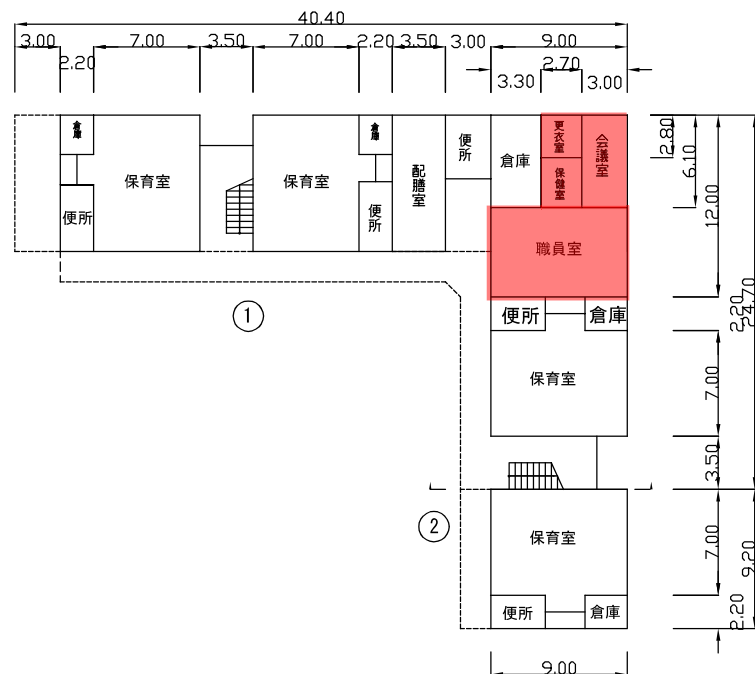 40.40
3.00
7.00
3.50
7.00
2.20
3.50
3.00
9.00
2.20
2.70
3.30
3.00
倉庫
便所
保育室
保育室
倉庫
便所
配膳室
便所
倉庫
更衣室
保健室
会議室
職員室
便所
倉庫
保育室
保育室
便所
倉庫
①
②
2.80
6.10
12.00
2.20
24.70
7.00
3.50
7.00
9.20
2.20
9.00